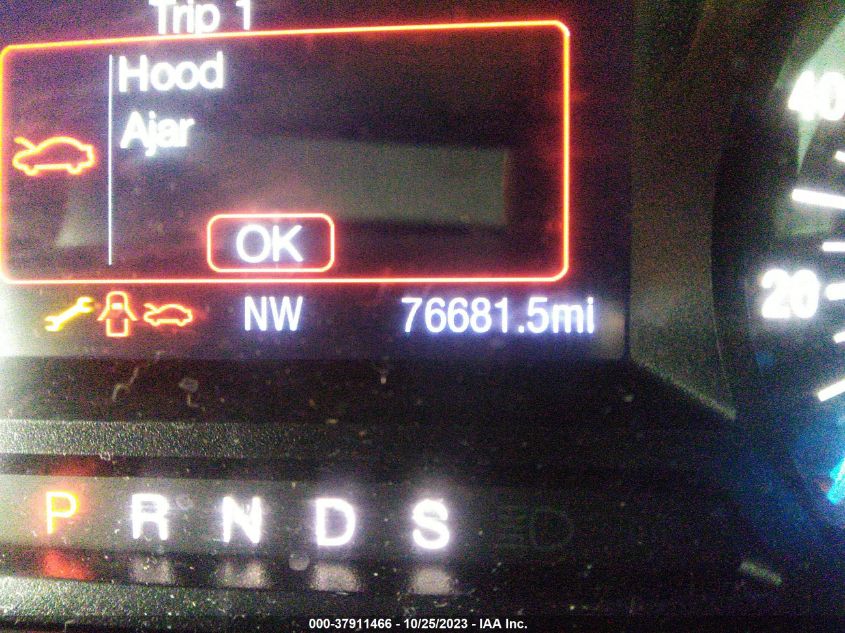 Trip 1
Hood
Ajar
OK
NW 76681.5mi
40
20
P R N D S
000-37911466 - 10/25/2023 - IAA Inc.